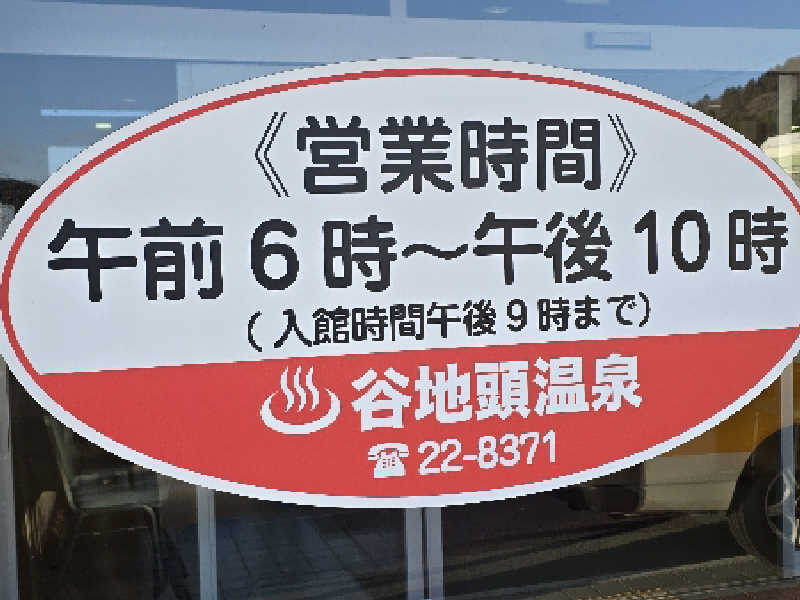 《営業時間》
午前6時～午後10時
(入館時間午後9時まで)
♨谷地頭温泉
☎22-8371